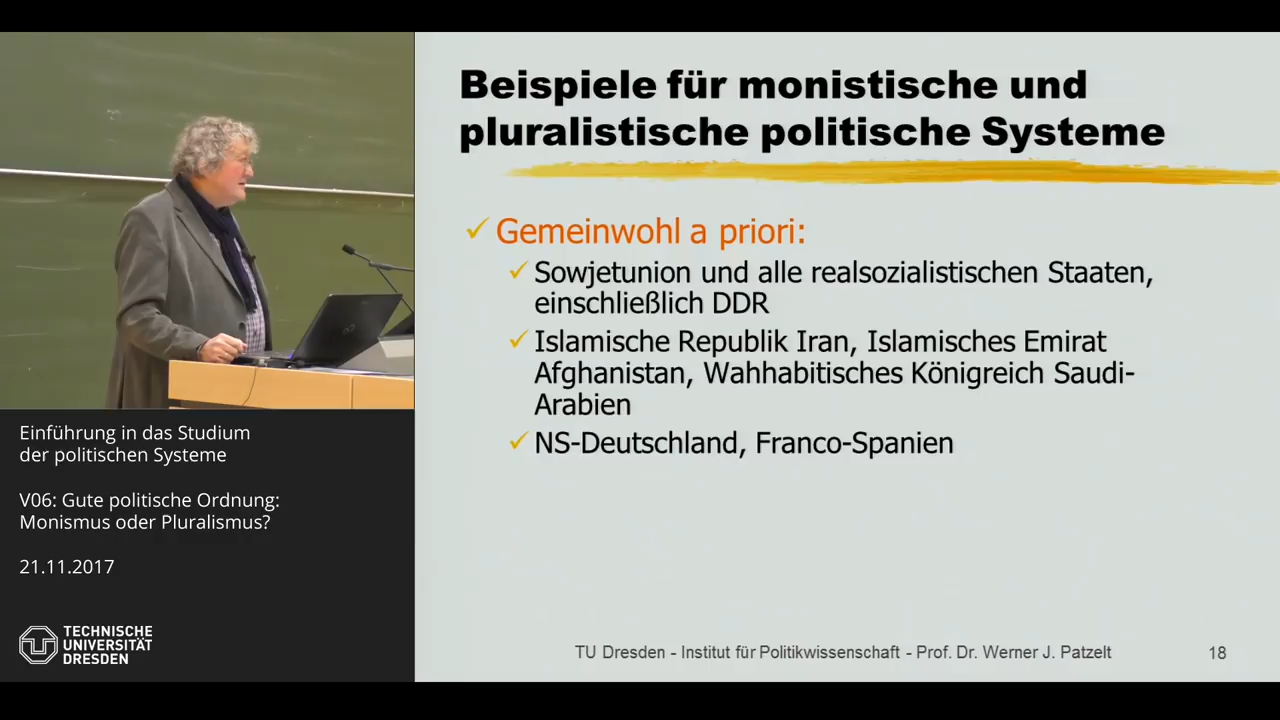 Beispiele für monistische und
pluralistische politische Systeme
Gemeinwohl a priori:
Sowjetunion und alle realsozialistischen Staaten,
einschließlich DDR
Islamische Republik Iran, Islamisches Emirat
Afghanistan, Wahhabitisches Königreich Saudi-
Arabien
NS-Deutschland, Franco-Spanien
TU Dresden - Institut für Politikwissenschaft - Prof. Dr. Werner J. Patzelt
18
Einführung in das Studium
der politischen Systeme
V06: Gute politische Ordnung:
Monismus oder Pluralismus?
21.11.2017
TECHNISCHE
UNIVERSITÄT
DRESDEN